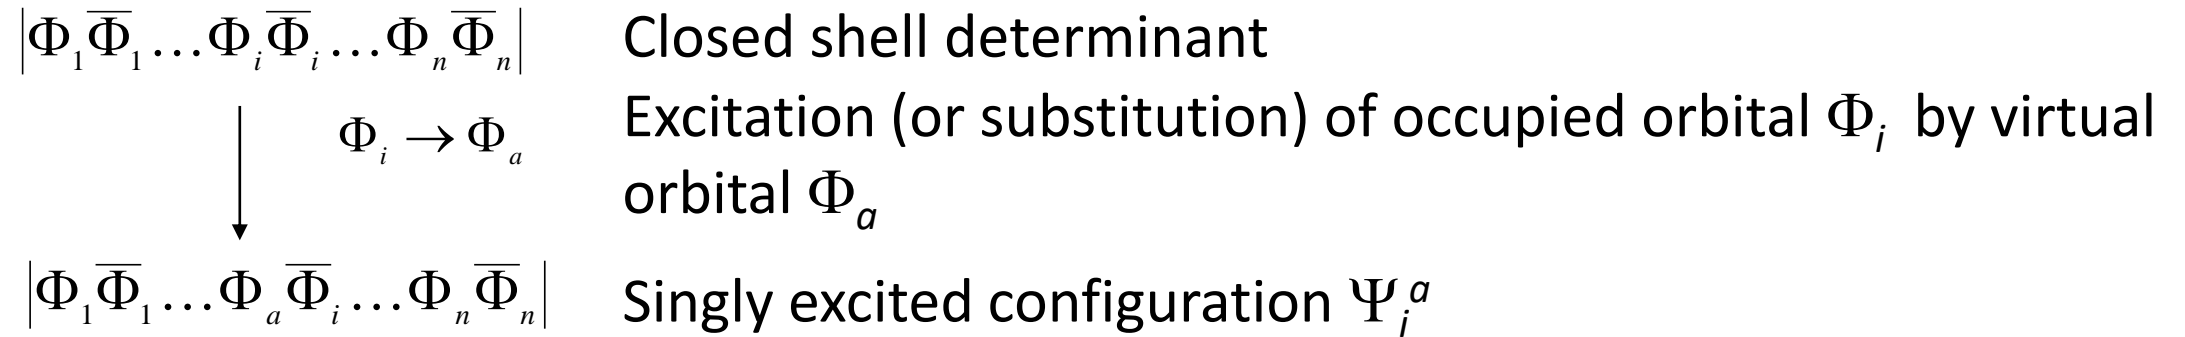 |Φ₁Φ̅₁…ΦᵢΦ̅ᵢ…ΦₙΦ̅ₙ| Closed shell determinant
Φᵢ → Φₐ Excitation (or substitution) of occupied orbital Φᵢ by virtual
orbital Φₐ
|Φ₁Φ̅₁…ΦₐΦ̅ᵢ…ΦₙΦ̅ₙ| Singly excited configuration Ψᵢᵃ